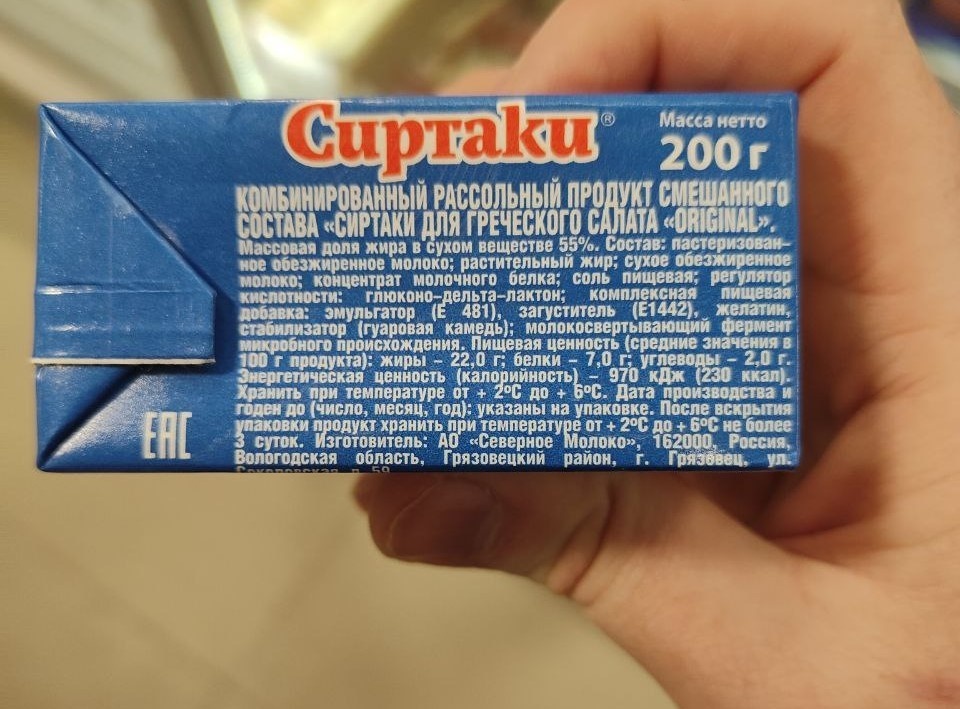 Сиртаки®
Масса нетто
200 г
КОМБИНИРОВАННЫЙ РАССОЛЬНЫЙ ПРОДУКТ СМЕШАННОГО
СОСТАВА «СИРТАКИ ДЛЯ ГРЕЧЕСКОГО САЛАТА «ORIGINAL».
Массовая доля жира в сухом веществе 55%. Состав: пастеризован-
ное обезжиренное молоко; растительный жир; сухое обезжиренное
молоко; концентрат молочного белка; соль пищевая; регулятор
кислотности: глюконо-дельта-лактон; комплексная пищевая
добавка: эмульгатор (Е 481), загуститель (Е1442), желатин,
стабилизатор (гуаровая камедь); молокосвертывающий фермент
микробного происхождения. Пищевая ценность (средние значения в
100 г продукта): жиры – 22,0 г; белки – 7,0 г; углеводы – 2,0 г.
Энергетическая ценность (калорийность) – 970 кДж (230 ккал).
Хранить при температуре от + 2ºС до + 6ºС. Дата производства и
годен до (число, месяц, год): указаны на упаковке. После вскрытия
упаковки продукт хранить при температуре от + 2ºС до + 6ºС не более
3 суток. Изготовитель: АО «Северное Молоко», 162000, Россия,
Вологодская область, Грязовецкий район, г. Грязовец, ул.
EAC